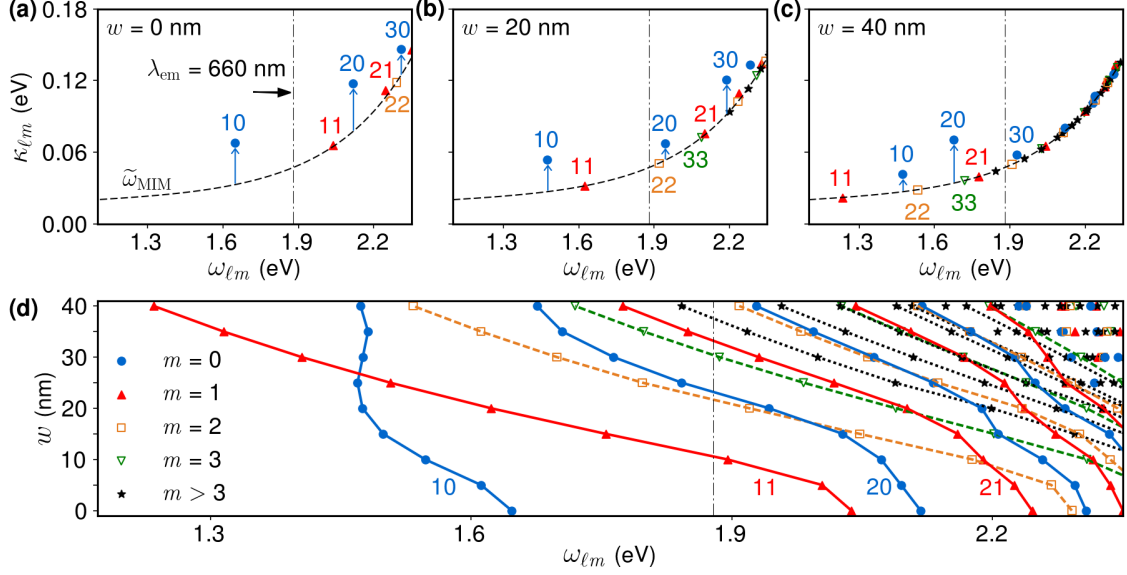 (a)
w = 0 nm
λem = 660 nm
10
11
20
21
22
30
ω̃MIM
κℓm (eV)
0.18
0.12
0.06
0.00
1.3
1.6
1.9
2.2
ωℓm (eV)
(b)
w = 20 nm
10
11
20
22
21
33
30
1.3
1.6
1.9
2.2
ωℓm (eV)
(c)
w = 40 nm
11
10
22
20
33
21
30
1.3
1.6
1.9
2.2
ωℓm (eV)
(d)
w (nm)
40
30
20
10
0
m = 0
m = 1
m = 2
m = 3
m > 3
10
11
20
21
1.3
1.6
1.9
2.2
ωℓm (eV)